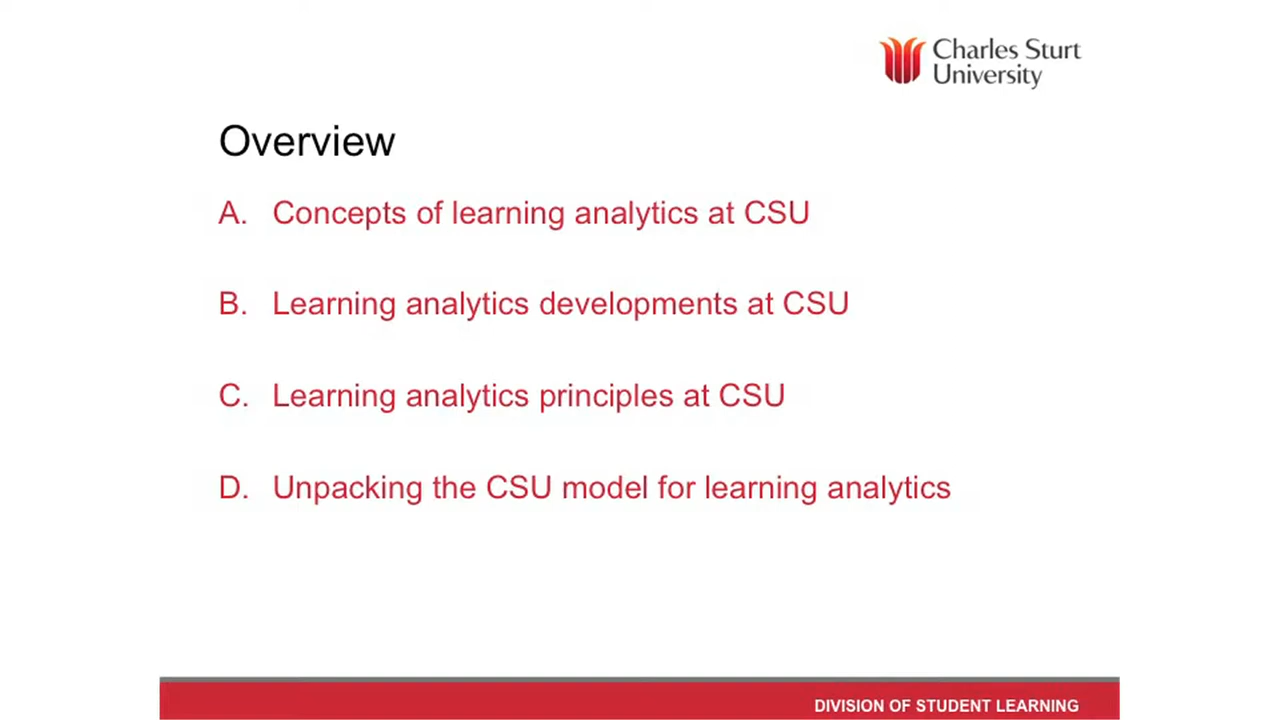 Charles Sturt
University
Overview
A. Concepts of learning analytics at CSU
B. Learning analytics developments at CSU
C. Learning analytics principles at CSU
D. Unpacking the CSU model for learning analytics
DIVISION OF STUDENT LEARNING